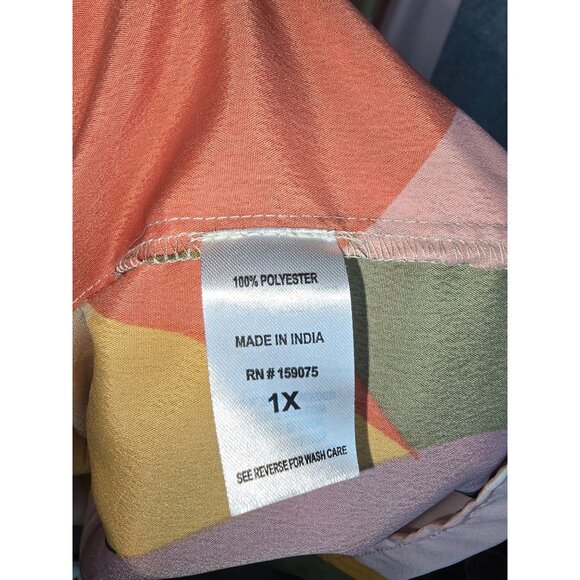 100% POLYESTER
MADE IN INDIA
RN # 159075
1X
SEE REVERSE FOR WASH CARE